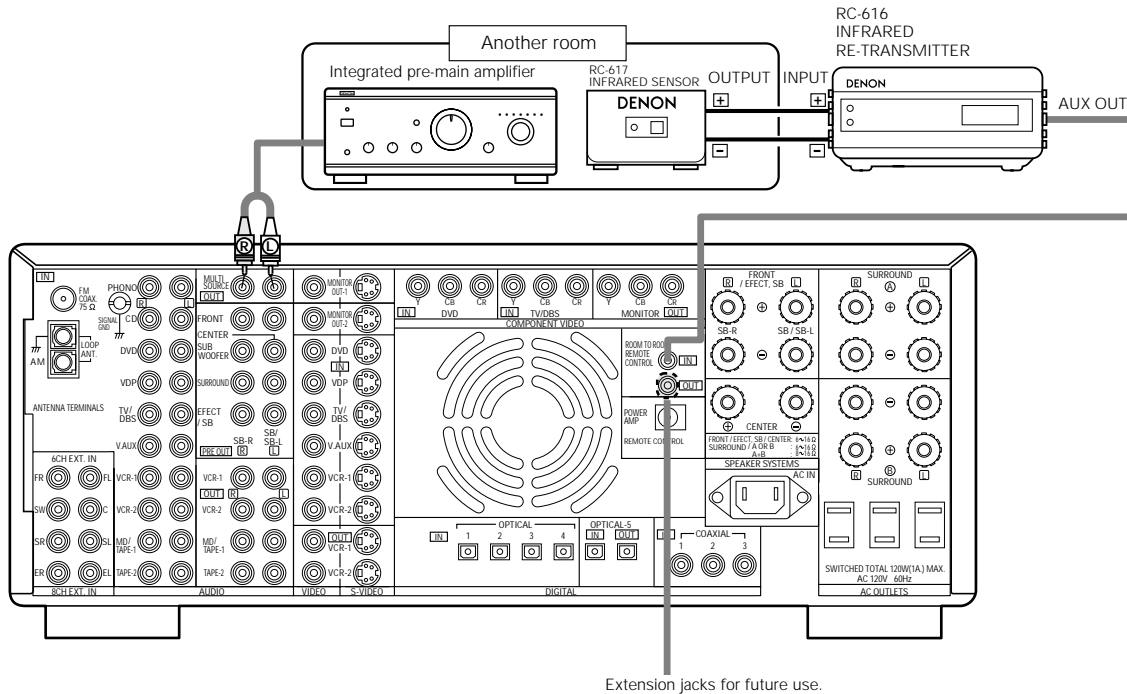 Another room
RC-616
INFRARED
RE-TRANSMITTER
Integrated pre-main amplifier
RC-617
INFRARED SENSOR
OUTPUT
INPUT
DENON
DENON
+
+
−
−
AUX OUT
R
L
IN
FM
COAX.
75 Ω
SIGNAL
GND
AM
LOOP
ANT.
ANTENNA TERMINALS
PHONO
R
L
CD
DVD
VDP
TV/
DBS
V.AUX
VCR-1
VCR-2
MD/
TAPE-1
TAPE-2
6CH EXT. IN
FR
FL
SW
C
SR
SL
ER
EL
8CH EXT. IN
MULTI
SOURCE
OUT
FRONT
CENTER
SUB
WOOFER
SURROUND
EFFECT
/ SB
SB-R
SB/
SB-L
PRE OUT
R
L
VCR-1
OUT
R
L
VCR-2
MD/
TAPE-1
TAPE-2
AUDIO
MONITOR
OUT-1
MONITOR
OUT-2
DVD
IN
VDP
TV/
DBS
V.AUX
VCR-1
VCR-2
OUT
VCR-1
VCR-2
VIDEO
S-VIDEO
Y
CB
CR
Y
CB
CR
Y
CB
CR
IN
DVD
IN
TV/DBS
MONITOR
OUT
COMPONENT VIDEO
ROOM TO ROOM
REMOTE
CONTROL
IN
OUT
POWER
AMP
REMOTE CONTROL
IN
OPTICAL
1
2
3
4
OPTICAL-5
IN
OUT
IN
COAXIAL
1
2
3
DIGITAL
FRONT
/ EFECT, SB
R
L
SB-R
SB / SB-L
+
−
+
CENTER
−
FRONT / EFECT, SB / CENTER: 6~16 Ω
SURROUND / A OR B : 6~16 Ω
A+B : 8~16 Ω
SPEAKER SYSTEMS
AC IN
SURROUND
R
A
L
+
−
−
+
R
B
L
SURROUND
SWITCHED TOTAL 120W(1A.) MAX.
AC 120V 60Hz
AC OUTLETS
Extension jacks for future use.